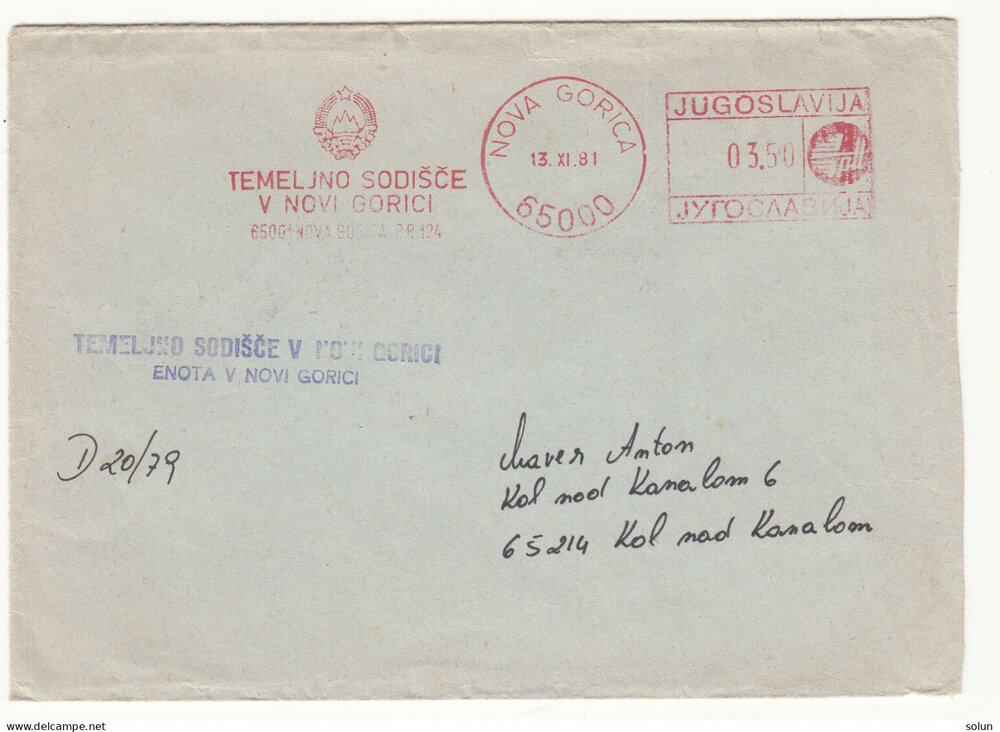 TEMELJNO SODIŠČE
V NOVI GORICI
65001 NOVA GORICA P.P. 124
NOVA GORICA
13. XI. 81
65000
JUGOSLAVIJA
03.50
ЈУГОСЛАВИЈА
TEMELJNO SODIŠČE V NOVI GORICI
ENOTA V NOVI GORICI
D 20/79
Maver Anton
Kal nad Kanalom 6
65214 Kal nad Kanalom
www.delcampe.net
solun